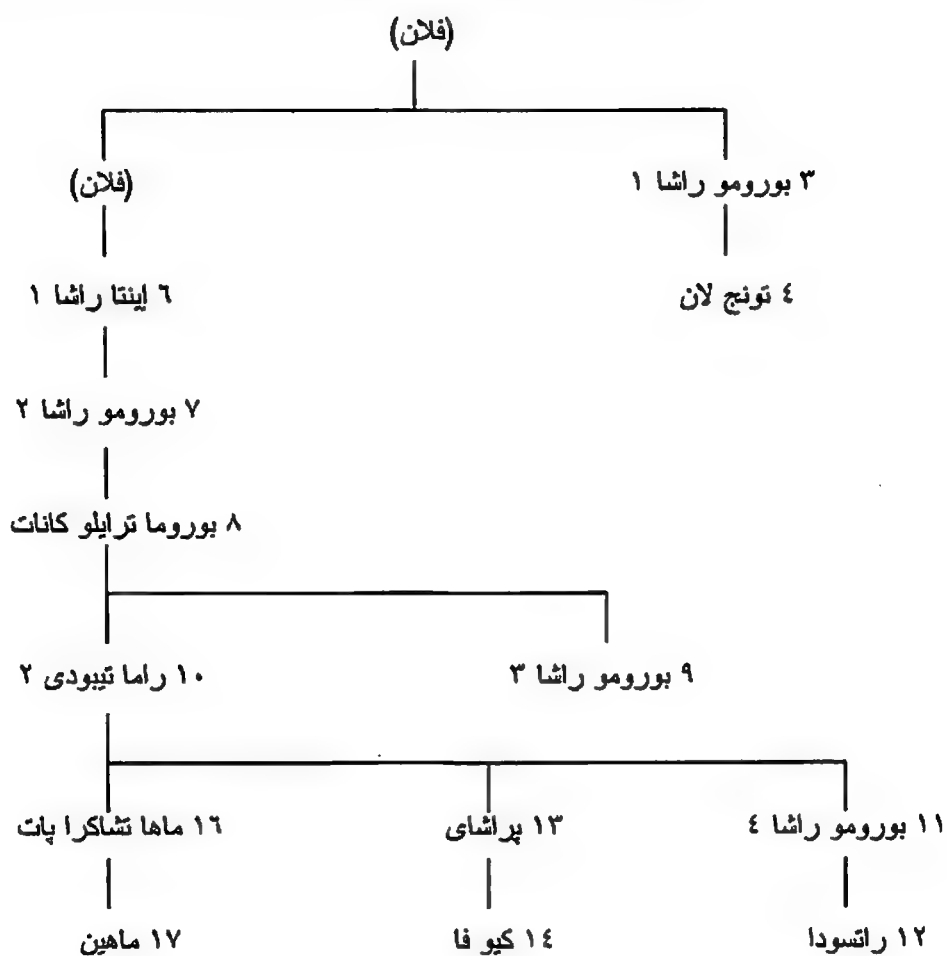 (فلان)
٣ بورومو راشا ١
(فلان)
٤ تونج لان
٦ إينتا راشا ١
٧ بورومو راشا ٢
٨ بوروما ترايلو كانات
٩ بورومو راشا ٣
١٠ راما تيبودى ٢
١١ بورومو راشا ٤
١٣ پراشاى
١٦ ماها تشاكرا پات
١٢ راتسودا
١٤ كيو فا
١٧ ماهين